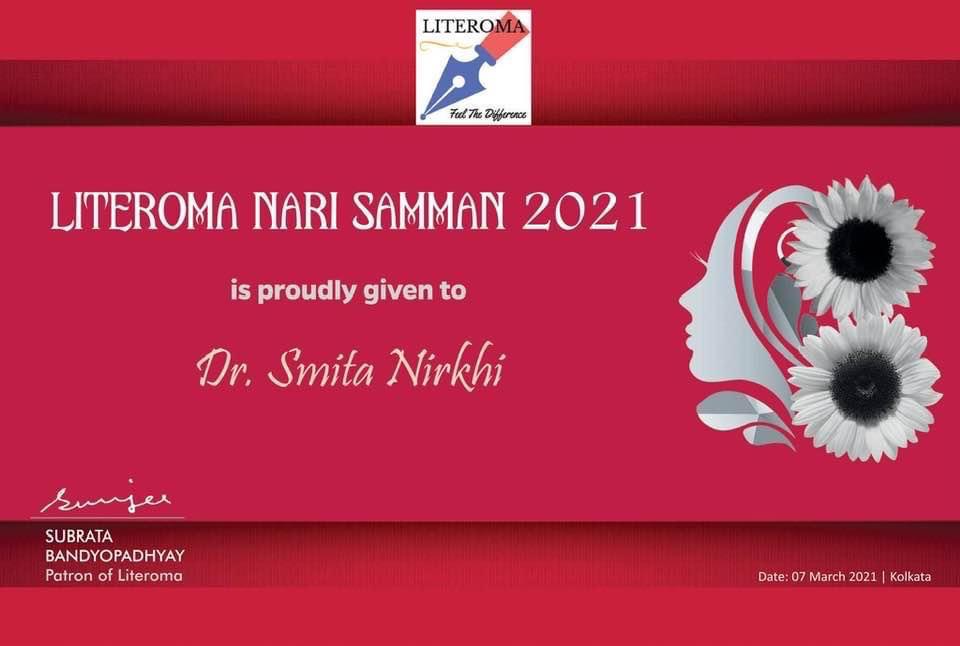 LITEROMA
Feel The Difference
LITEROMA NARI SAMMAN 2021
is proudly given to
Dr. Smita Nirkhi
SUBRATA
BANDYOPADHYAY
Patron of Literoma
Date: 07 March 2021 | Kolkata